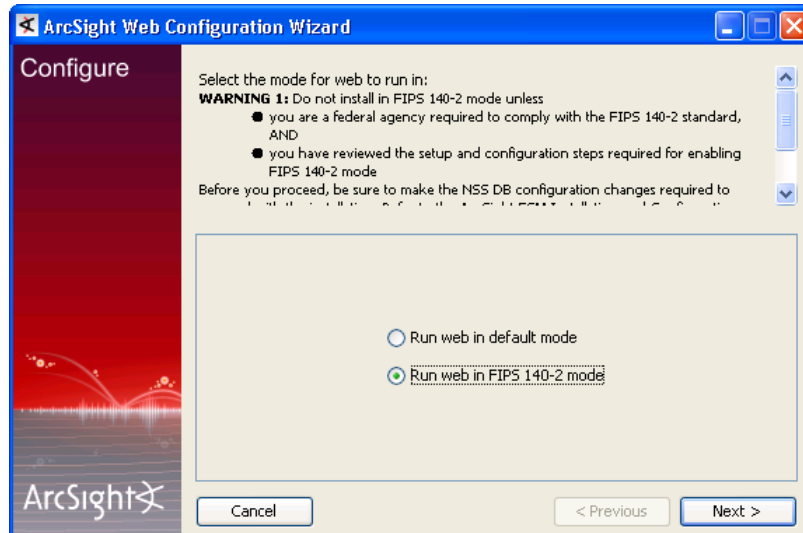 ArcSight Web Configuration Wizard
Configure
Select the mode for web to run in:
WARNING 1: Do not install in FIPS 140-2 mode unless
● you are a federal agency required to comply with the FIPS 140-2 standard,
AND
● you have reviewed the setup and configuration steps required for enabling
FIPS 140-2 mode
Before you proceed, be sure to make the NSS DB configuration changes required to
Run web in default mode
Run web in FIPS 140-2 mode
ArcSight
Cancel
< Previous
Next >